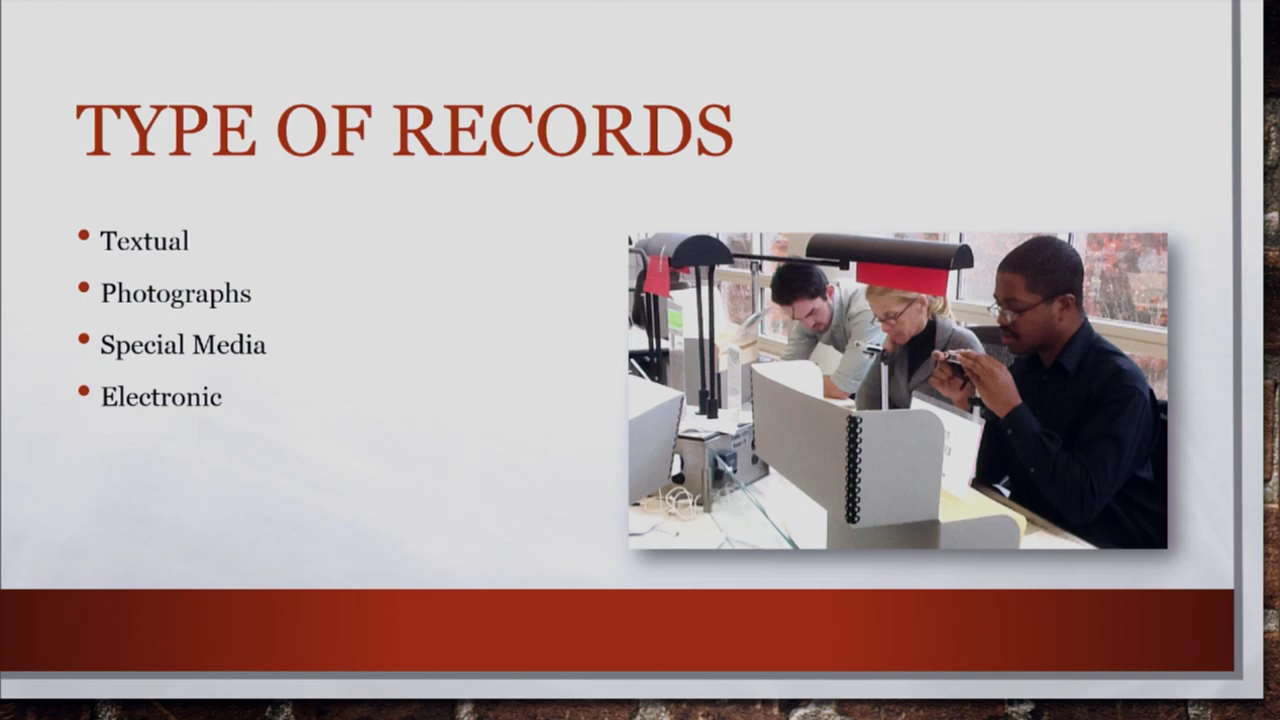 TYPE OF RECORDS
• Textual
• Photographs
• Special Media
• Electronic